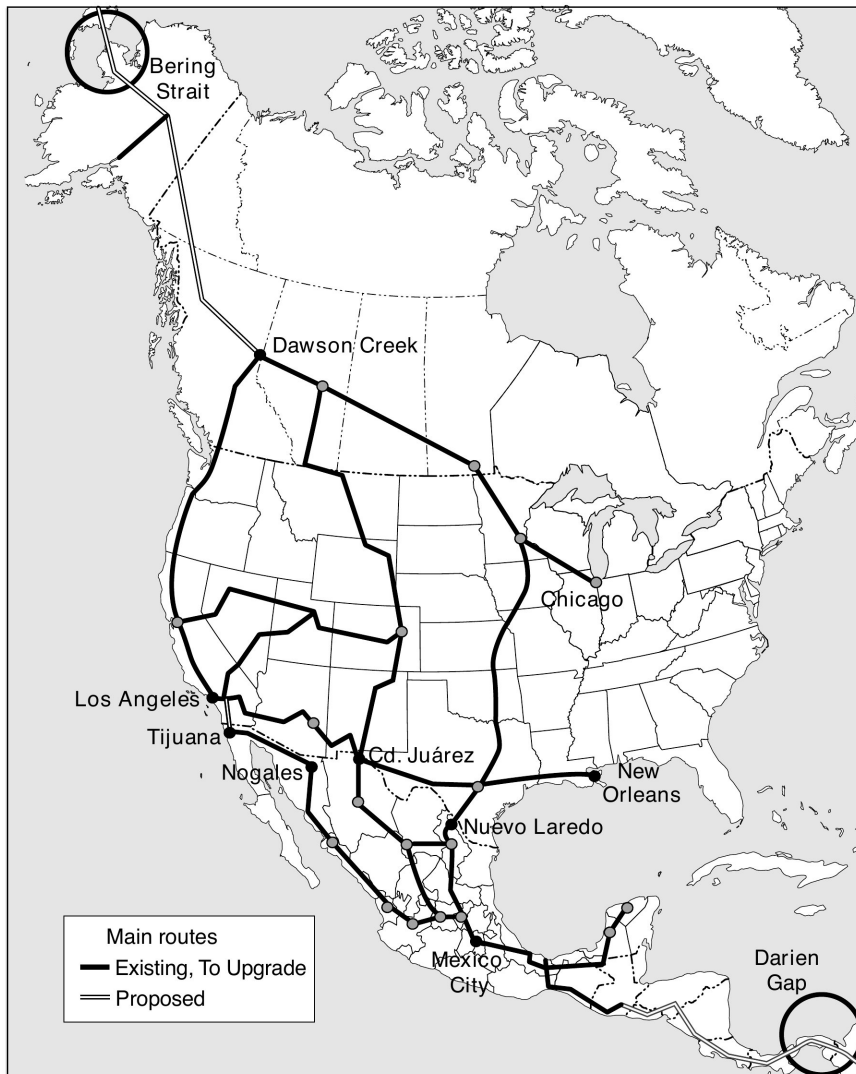 Bering
Strait
Dawson Creek
Chicago
Los Angeles
Tijuana
Cd. Juárez
Nogales
New
Orleans
Nuevo Laredo
Main routes
Existing, To Upgrade
Proposed
Mexico
City
Darien
Gap